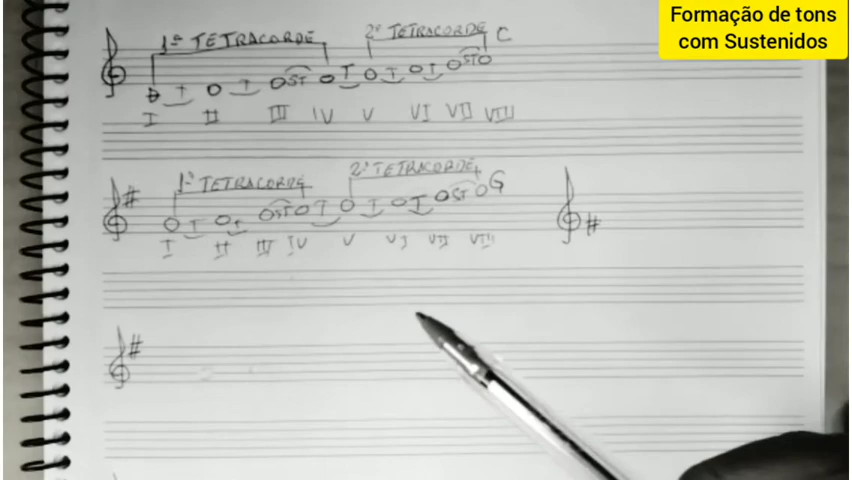 Formação de tons
com Sustenidos
1º TETRACORDE 2º TETRACORDE C
T T ST T T T ST
I II III IV V VI VII VIII
# 1º TETRACORDE 2º TETRACORDE G
T T ST T T T ST #
I II III IV V VI VII VIII
#